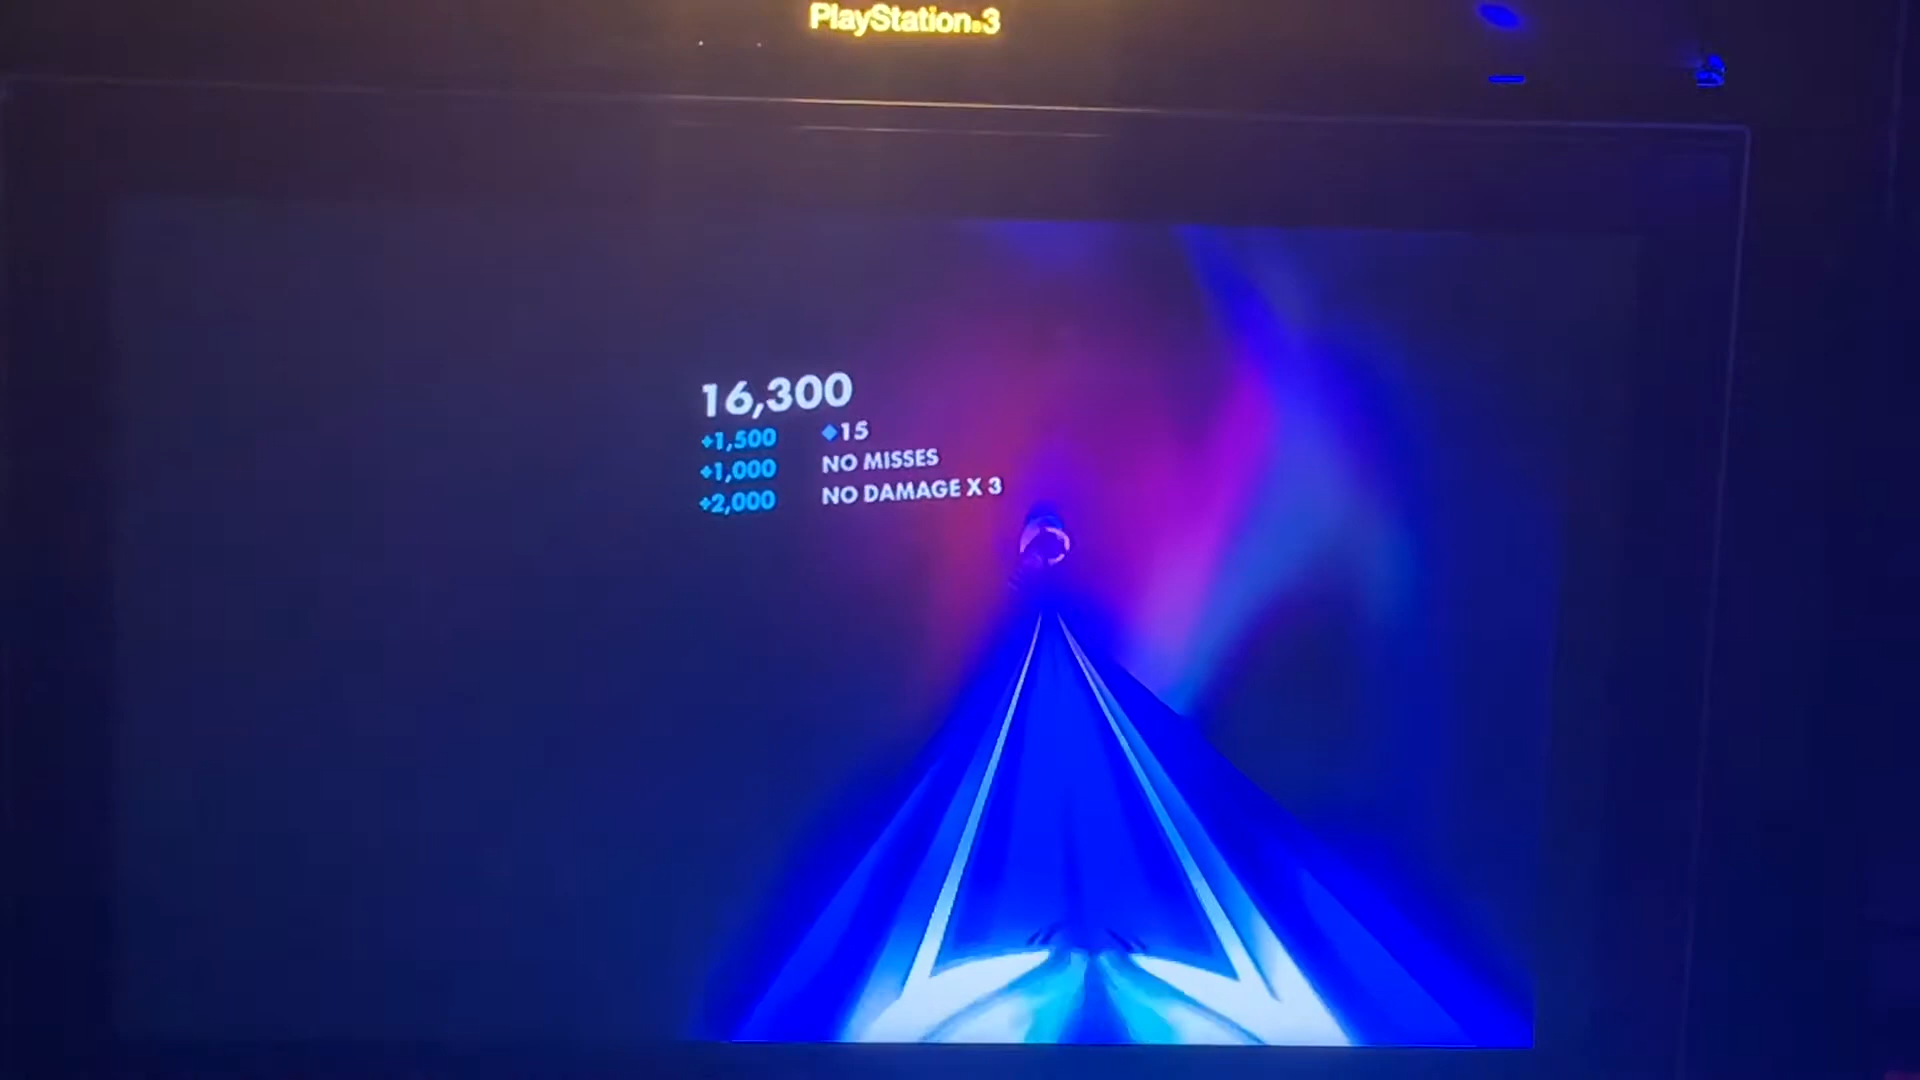 PlayStation 3
16,300
+1,500 15
+1,000 NO MISSES
+2,000 NO DAMAGE X 3